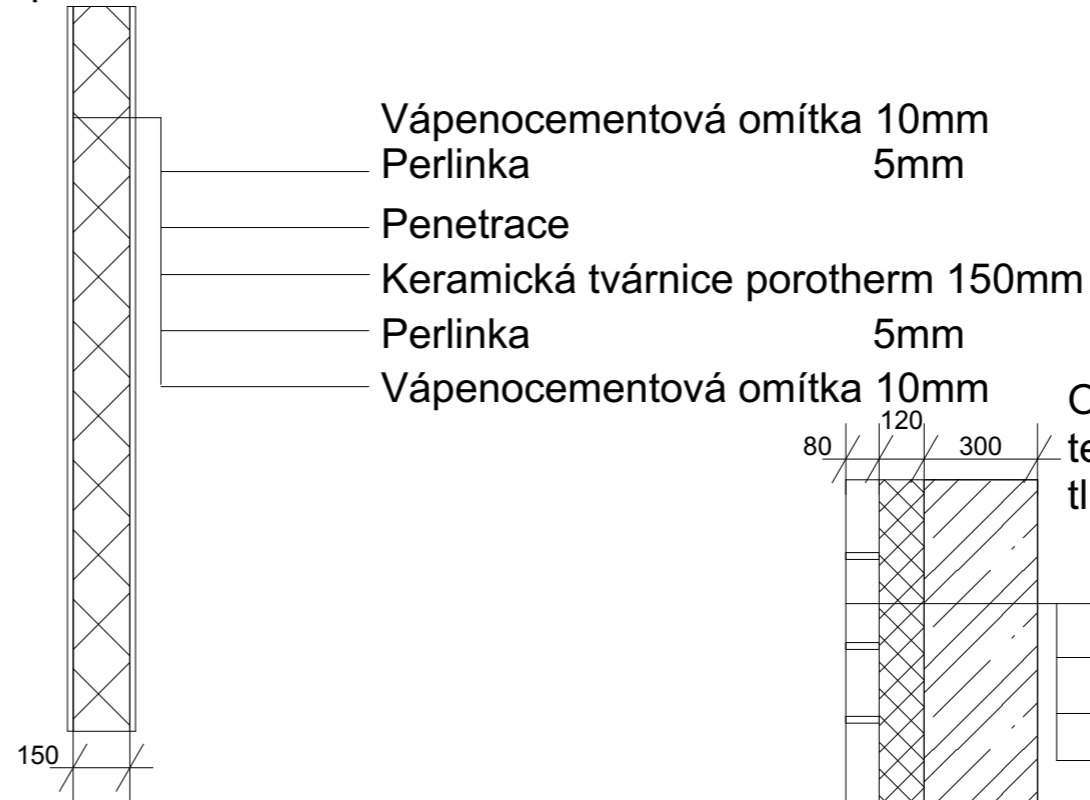 Vápenocementová omítka 10mm
Perlinka 5mm
Penetrace
Keramická tvárnice porotherm 150mm
Perlinka 5mm
Vápenocementová omítka 10mm
80 120 300
150